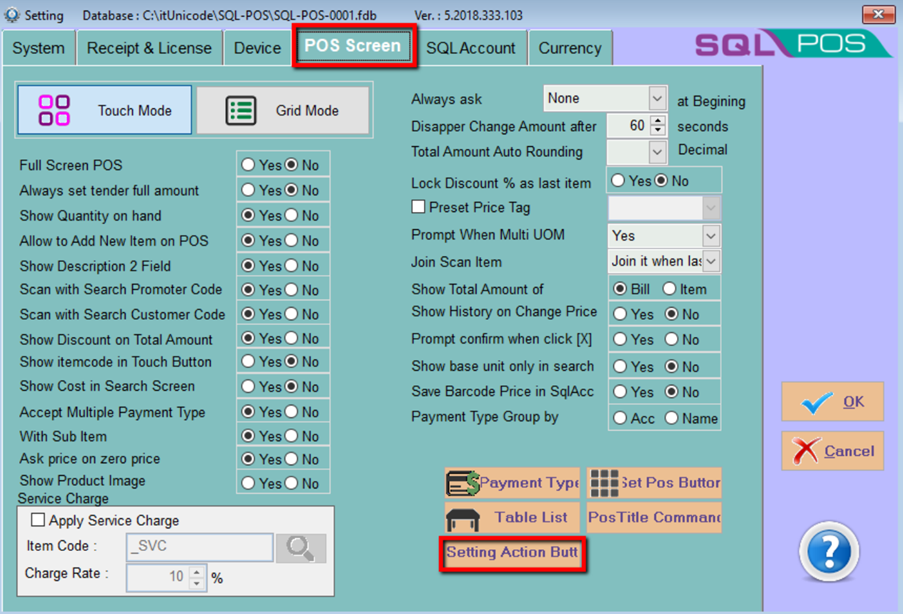 Setting Database : C:\itUnicode\SQL-POS\SQL-POS-0001.fdb Ver. : 5.2018.333.103
System Receipt & License Device POS Screen SQLAccount Currency
SQL POS
Touch Mode Grid Mode
Full Screen POS Yes No
Always set tender full amount Yes No
Show Quantity on hand Yes No
Allow to Add New Item on POS Yes No
Show Description 2 Field Yes No
Scan with Search Promoter Code Yes No
Scan with Search Customer Code Yes No
Show Discount on Total Amount Yes No
Show itemcode in Touch Button Yes No
Show Cost in Search Screen Yes No
Accept Multiple Payment Type Yes No
With Sub Item Yes No
Ask price on zero price Yes No
Show Product Image Yes No
Service Charge
Apply Service Charge
Item Code : _SVC
Charge Rate : 10 %
Always ask None at Begining
Disapper Change Amount after 60 seconds
Total Amount Auto Rounding Decimal
Lock Discount % as last item Yes No
Preset Price Tag
Prompt When Multi UOM Yes
Join Scan Item Join it when las
Show Total Amount of Bill Item
Show History on Change Price Yes No
Prompt confirm when click [X] Yes No
Show base unit only in search Yes No
Save Barcode Price in SqlAcc Yes No
Payment Type Group by Acc Name
Payment Type Set Pos Button
Table List PosTitle Command
Setting Action Butt
OK
Cancel
?